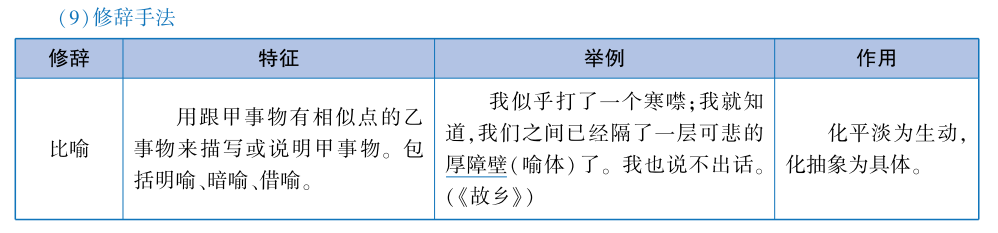 (9)修辞手法
修辞
特征
举例
作用
比喻
用跟甲事物有相似点的乙
事物来描写或说明甲事物。包
括明喻、暗喻、借喻。
我似乎打了一个寒噤;我就知
道,我们之间已经隔了一层可悲的
厚障壁(喻体)了。我也说不出话。
(《故乡》)
化平淡为生动,
化抽象为具体。